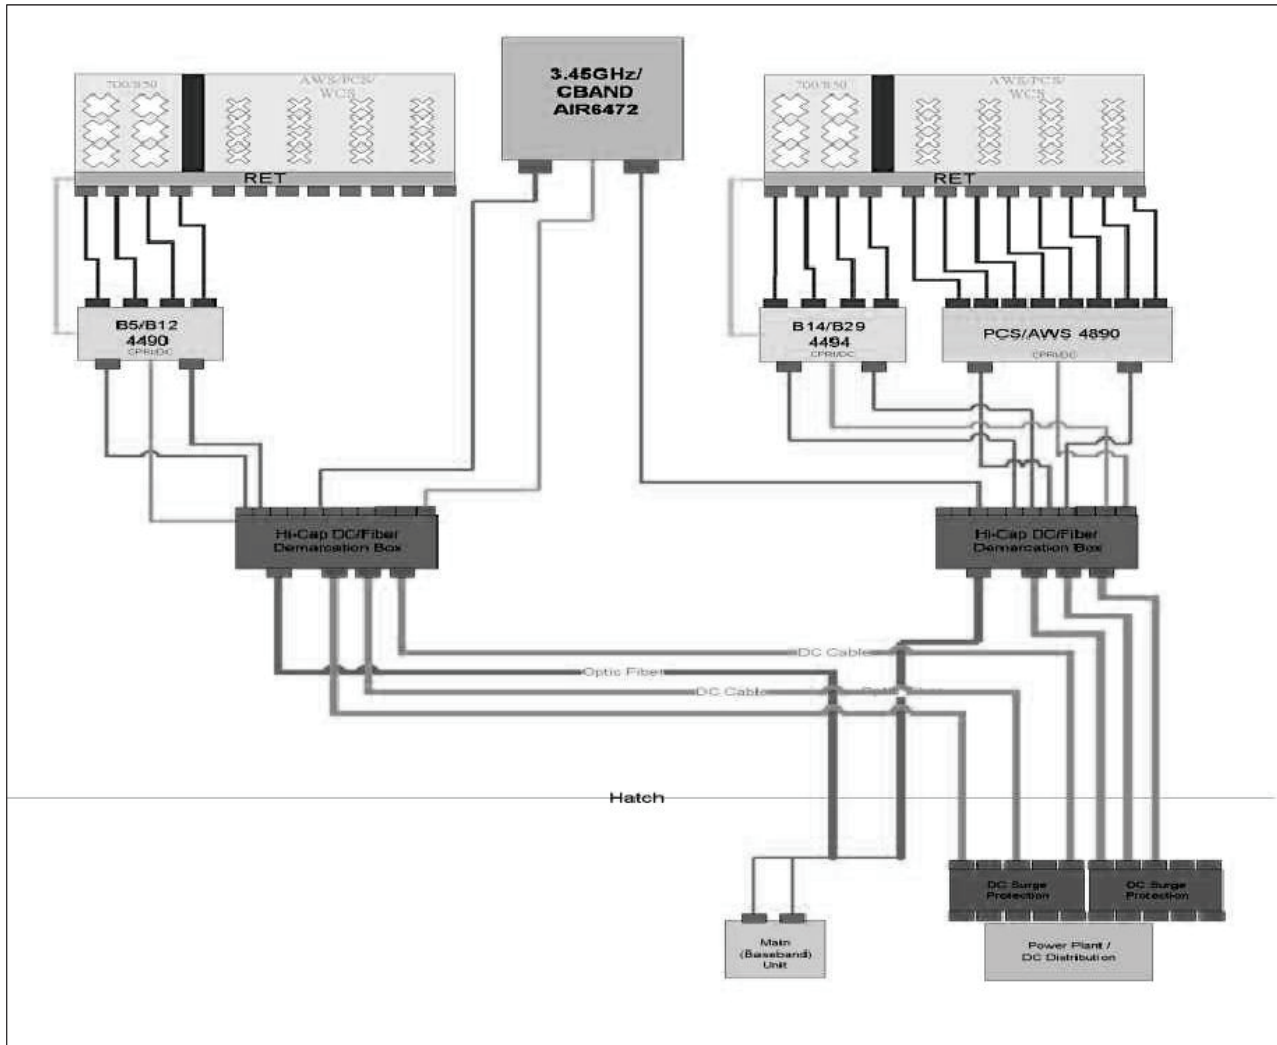 3.45GHz/
CBAND
AIR6472
700/850
AWS/PCS/
WCS
RET
700/850
AWS/PCS/
WCS
RET
B5/B12
4490
CPRI/DC
B14/B29
4494
CPRI/DC
PCS/AWS 4890
CPRI/DC
Hi-Cap DC/Fiber
Demarcation Box
Hi-Cap DC/Fiber
Demarcation Box
DC Cable
Optic Fiber
DC Cable
Optic Fiber
Hatch
DC Surge
Protection
DC Surge
Protection
Main
(Baseband)
Unit
Power Plant /
DC Distribution